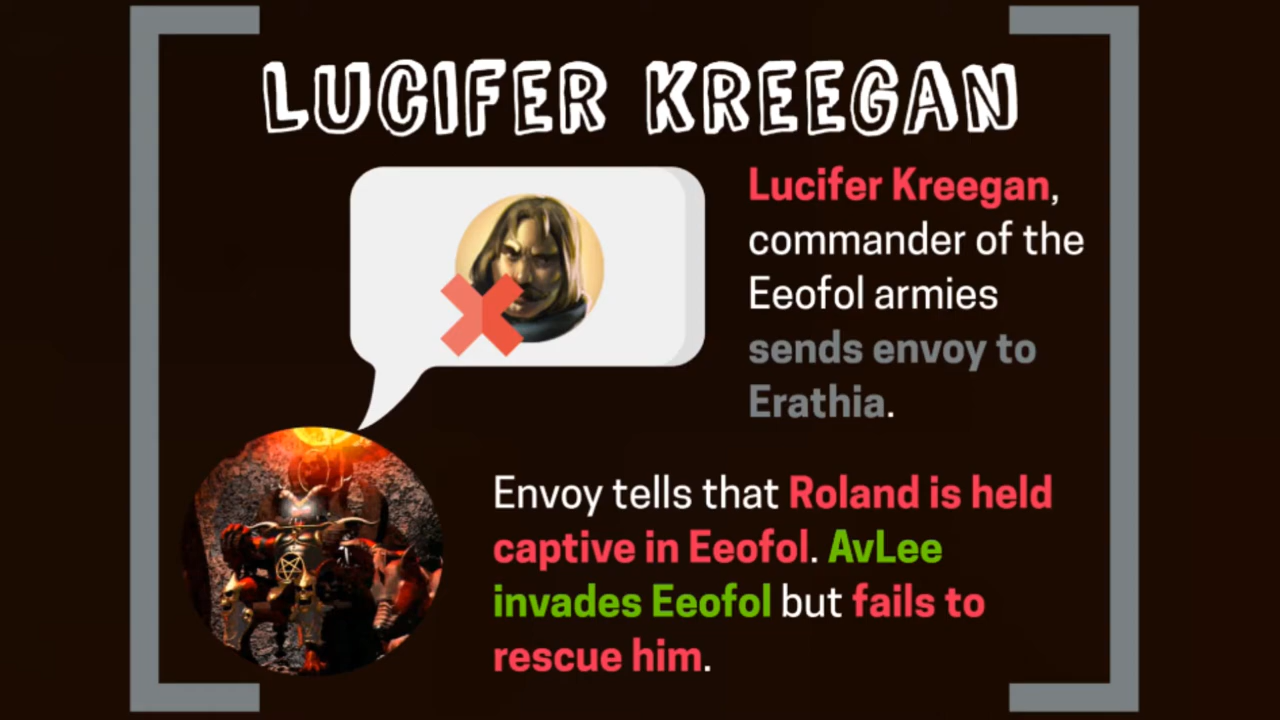 LUCIFER KREEGAN
Lucifer Kreegan,
commander of the
Eeofol armies
sends envoy to
Erathia.
Envoy tells that Roland is held
captive in Eeofol. AvLee
invades Eeofol but fails to
rescue him.